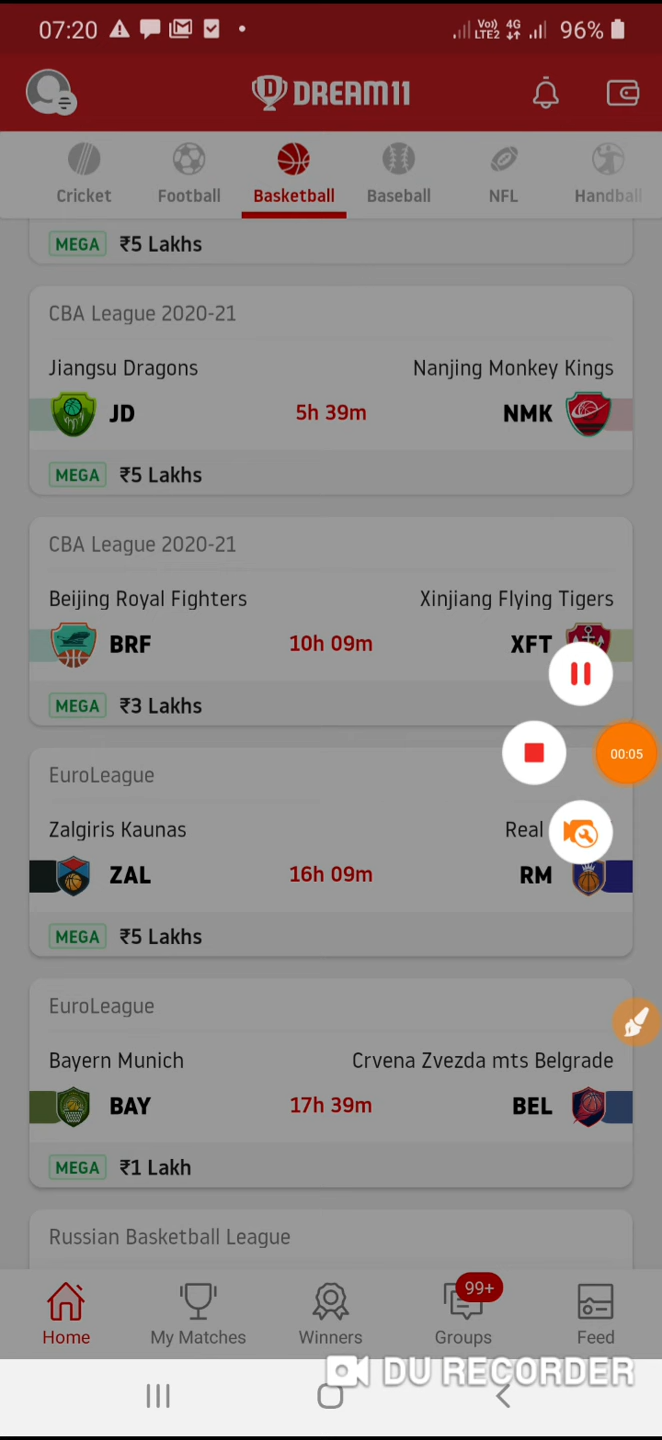 07:20 Vo)) LTE2 4G 96%
DREAM11
Cricket Football Basketball Baseball NFL Handball
MEGA ₹5 Lakhs
CBA League 2020-21
Jiangsu Dragons Nanjing Monkey Kings
JD 5h 39m NMK
MEGA ₹5 Lakhs
CBA League 2020-21
Beijing Royal Fighters Xinjiang Flying Tigers
BRF 10h 09m XFT
MEGA ₹3 Lakhs
00:05
EuroLeague
Zalgiris Kaunas Real
ZAL 16h 09m RM
MEGA ₹5 Lakhs
EuroLeague
Bayern Munich Crvena Zvezda mts Belgrade
BAY 17h 39m BEL
MEGA ₹1 Lakh
Russian Basketball League
99+
Home My Matches Winners Groups Feed
DU RECORDER